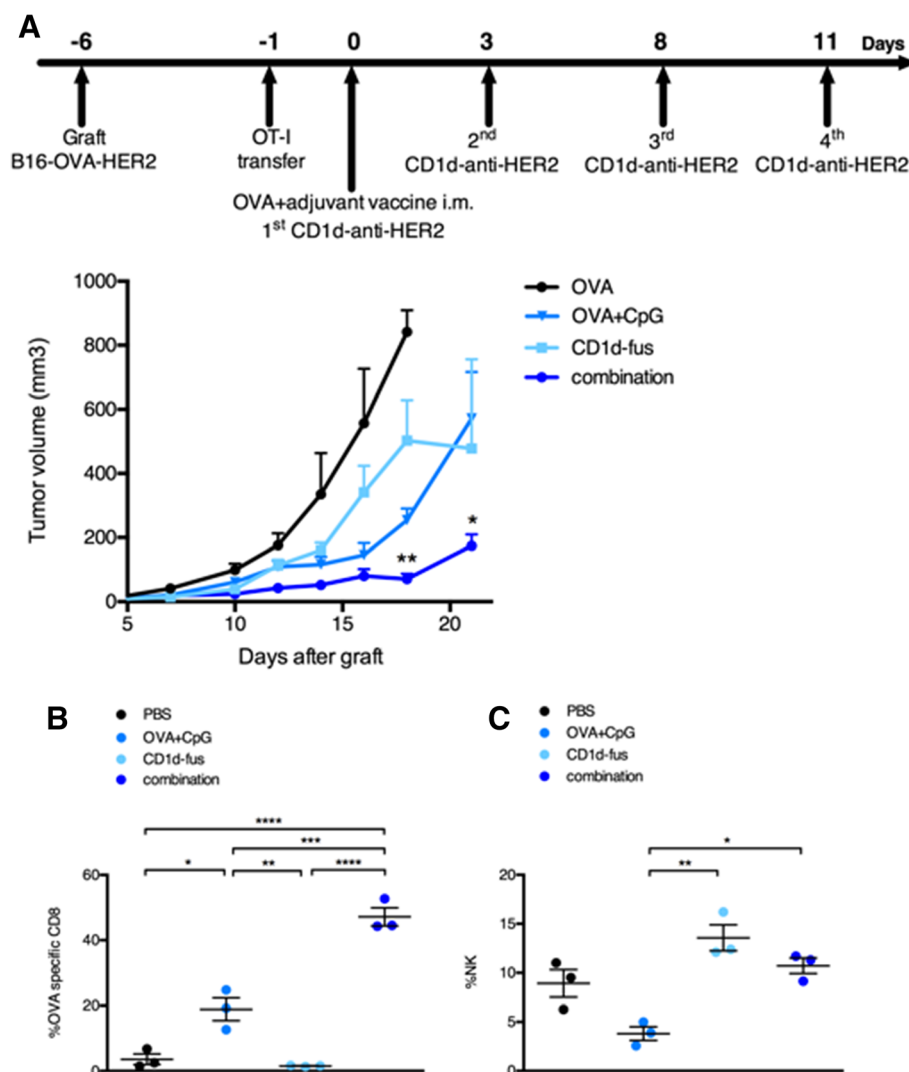 A
-6 -1 0 3 8 11 Days
Graft
B16-OVA-HER2
OT-I
transfer
2nd
CD1d-anti-HER2
3rd
CD1d-anti-HER2
4th
CD1d-anti-HER2
OVA+adjuvant vaccine i.m.
1st CD1d-anti-HER2
1000
800
600
400
200
0
Tumor volume (mm3)
5 10 15 20
Days after graft
OVA
OVA+CpG
CD1d-fus
combination
**
*
B
PBS
OVA+CpG
CD1d-fus
combination
****
***
* ** ****
60
40
20
0
%OVA specific CD8
C
PBS
OVA+CpG
CD1d-fus
combination
*
**
20
15
10
5
0
%NK